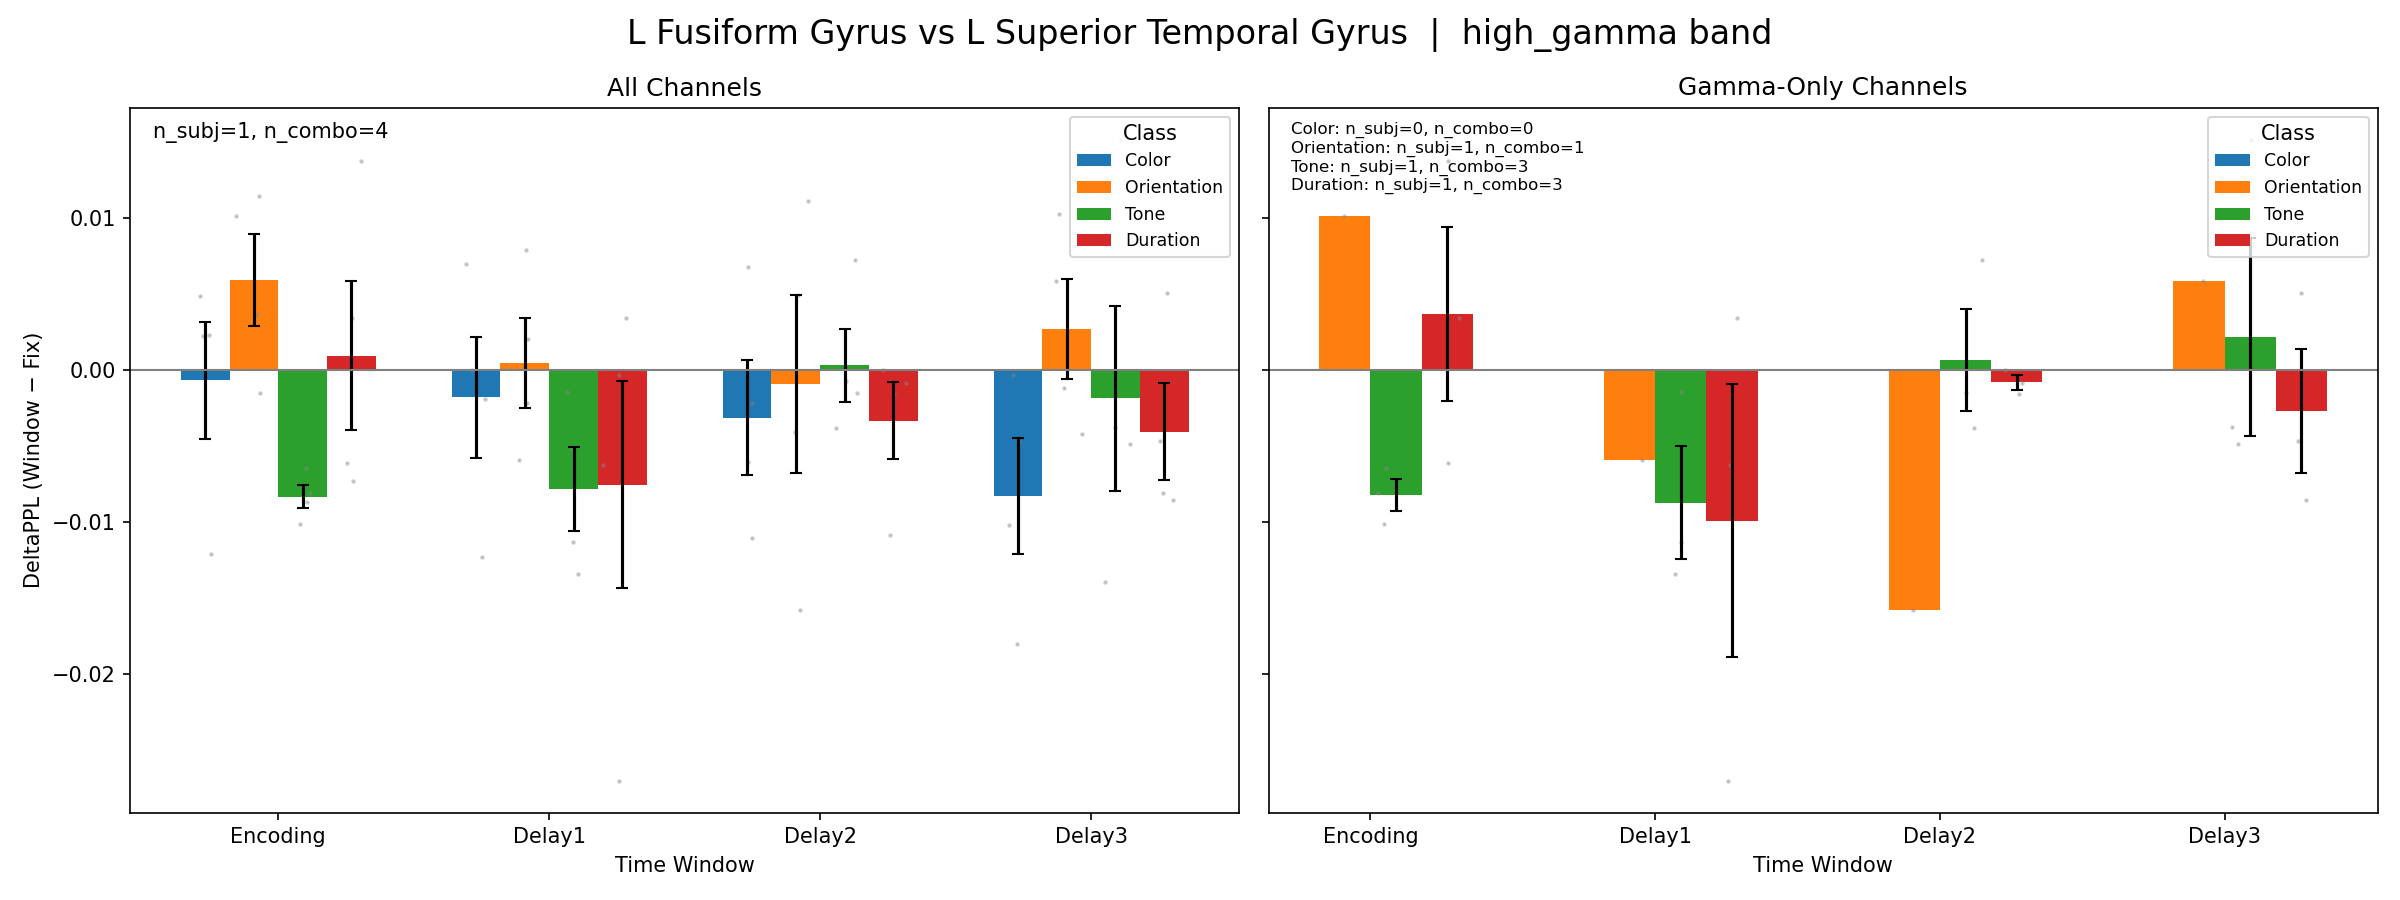 L Fusiform Gyrus vs L Superior Temporal Gyrus | high_gamma band
All Channels
n_subj=1, n_combo=4
Class
Color
Orientation
Tone
Duration
DeltaPPL (Window − Fix)
0.01
0.00
−0.01
−0.02
Encoding
Delay1
Delay2
Delay3
Time Window
Gamma-Only Channels
Color: n_subj=0, n_combo=0
Orientation: n_subj=1, n_combo=1
Tone: n_subj=1, n_combo=3
Duration: n_subj=1, n_combo=3
Class
Color
Orientation
Tone
Duration
Encoding
Delay1
Delay2
Delay3
Time Window